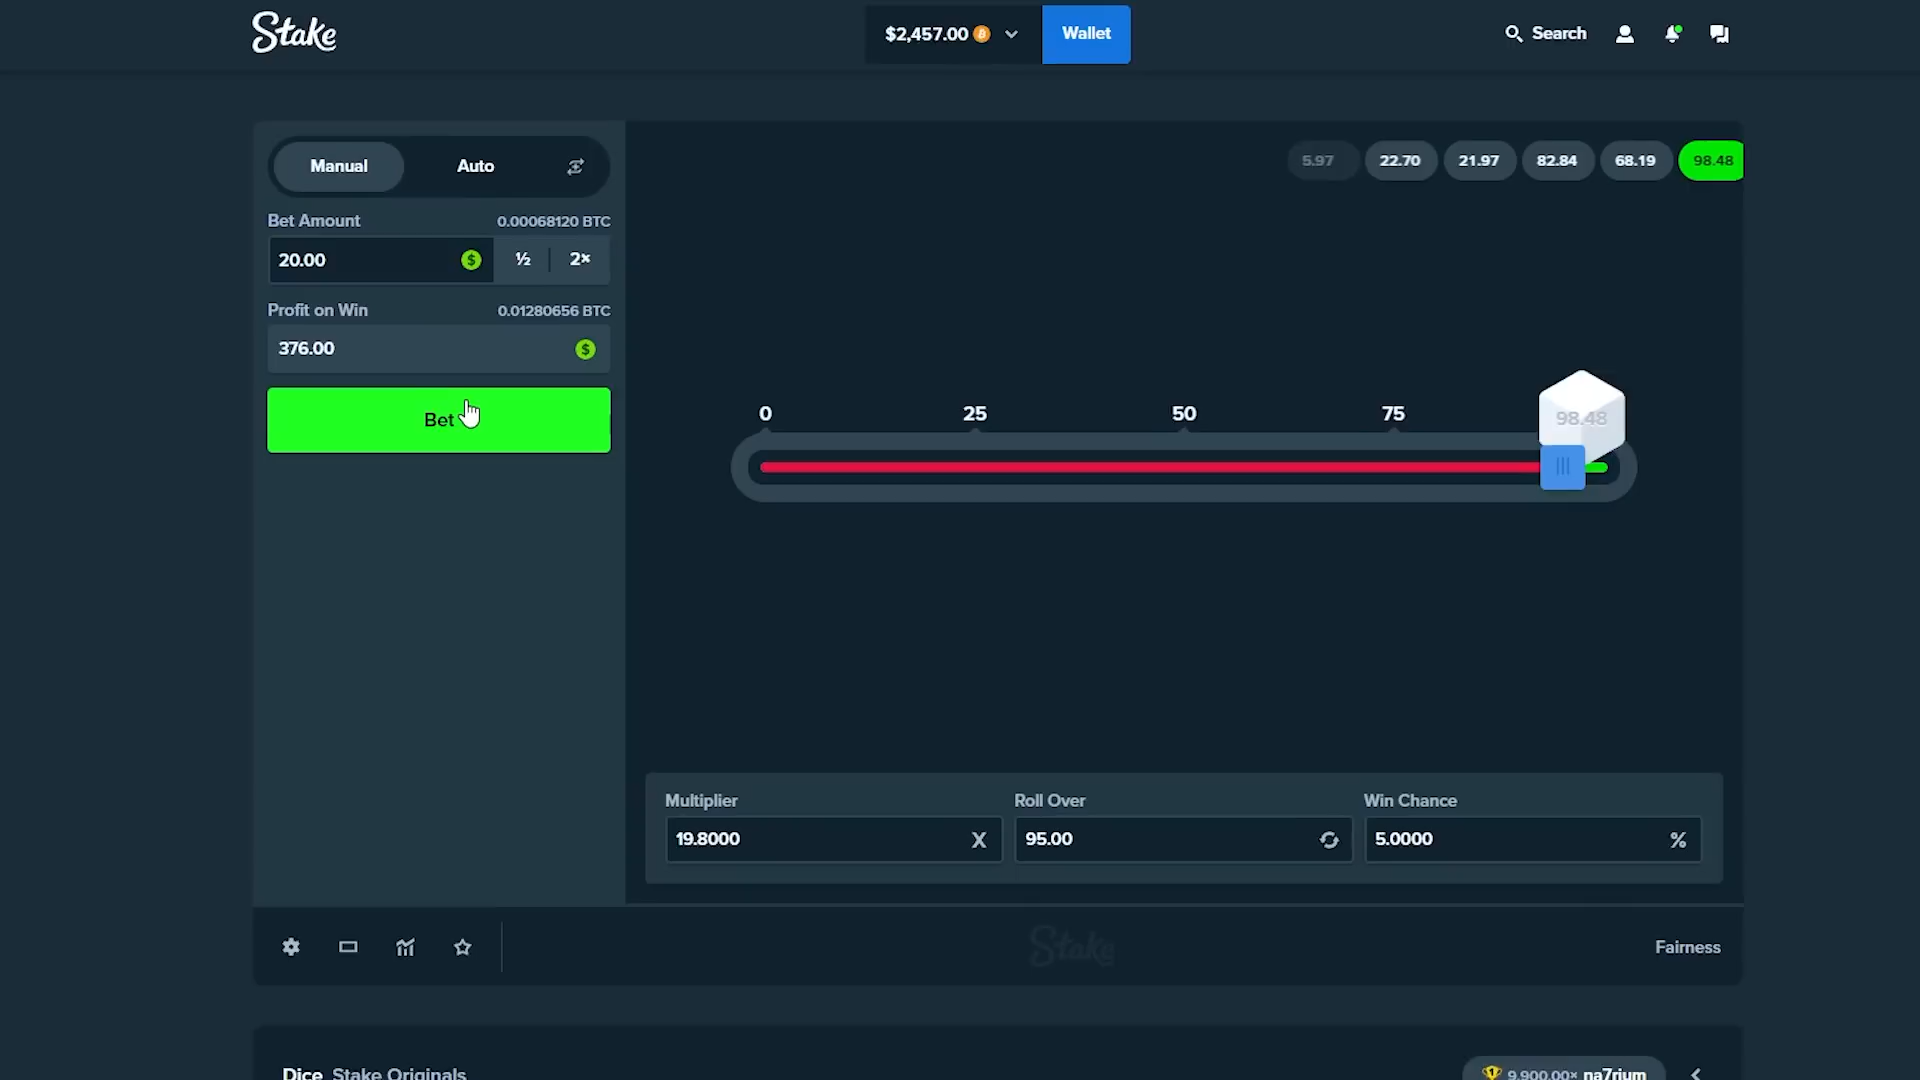 Stake
$2,457.00
Wallet
Search
Manual
Auto
5.97
22.70
21.97
82.84
68.19
98.48
Bet Amount
0.00068120 BTC
20.00
$
½
2×
Profit on Win
0.01280656 BTC
376.00
$
Bet
0
25
50
75
98.48
Multiplier
Roll Over
Win Chance
19.8000
95.00
5.0000
%
Stake
Fairness
Dice Stake Originals
9,900.00× na7rium